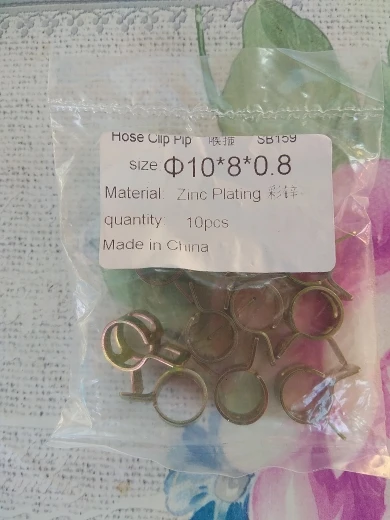 Hose Clip Pip 喉箍 SB159
size: Φ10*8*0.8
Material: Zinc Plating 彩锌
quantity: 10pcs
Made in China